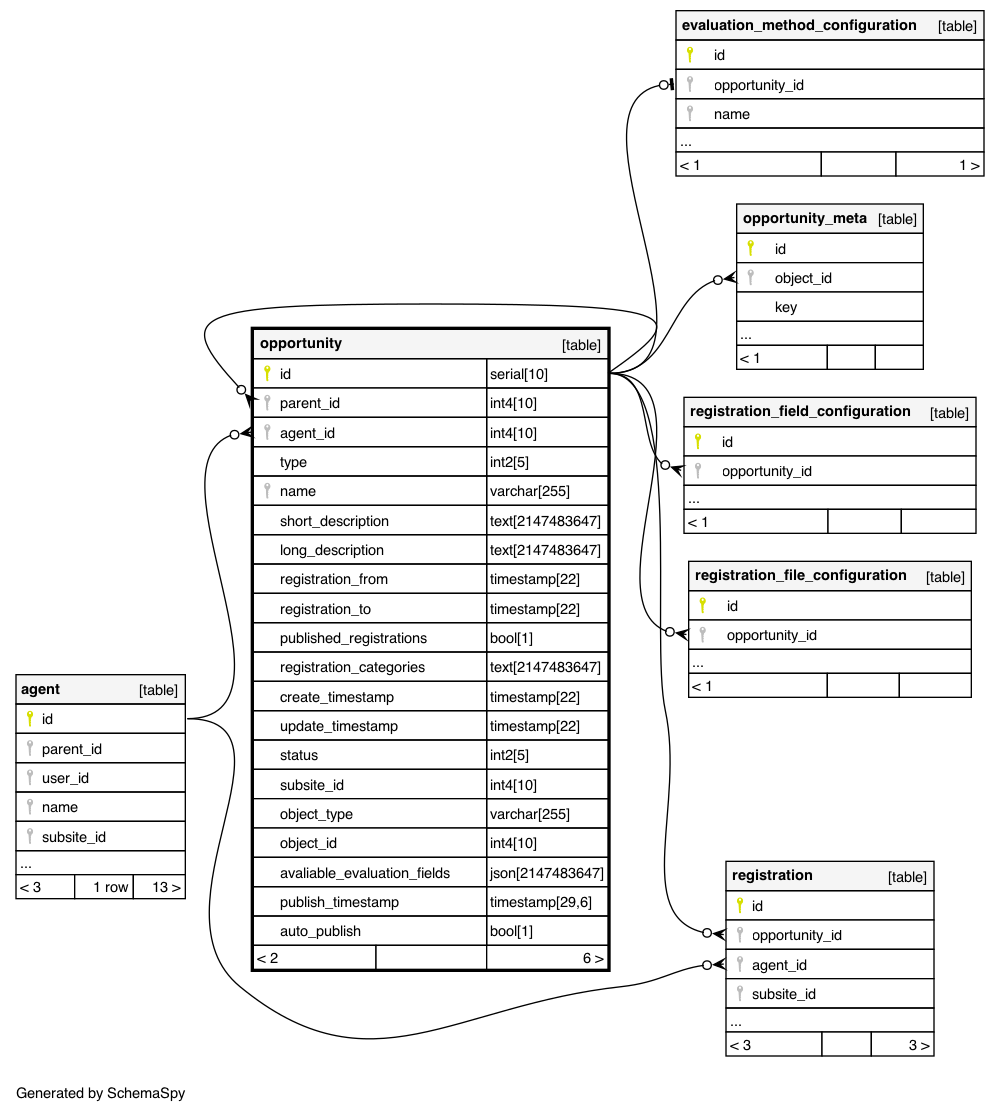 evaluation_method_configuration [table]
id
opportunity_id
name
...
< 1 1 >
opportunity_meta [table]
id
object_id
key
...
< 1
opportunity [table]
id serial[10]
parent_id int4[10]
agent_id int4[10]
type int2[5]
name varchar[255]
short_description text[2147483647]
long_description text[2147483647]
registration_from timestamp[22]
registration_to timestamp[22]
published_registrations bool[1]
registration_categories text[2147483647]
create_timestamp timestamp[22]
update_timestamp timestamp[22]
status int2[5]
subsite_id int4[10]
object_type varchar[255]
object_id int4[10]
avaliable_evaluation_fields json[2147483647]
publish_timestamp timestamp[29,6]
auto_publish bool[1]
< 2 6 >
registration_field_configuration [table]
id
opportunity_id
...
< 1
registration_file_configuration [table]
id
opportunity_id
...
< 1
agent [table]
id
parent_id
user_id
name
subsite_id
...
< 3 1 row 13 >
registration [table]
id
opportunity_id
agent_id
subsite_id
...
< 3 3 >
Generated by SchemaSpy